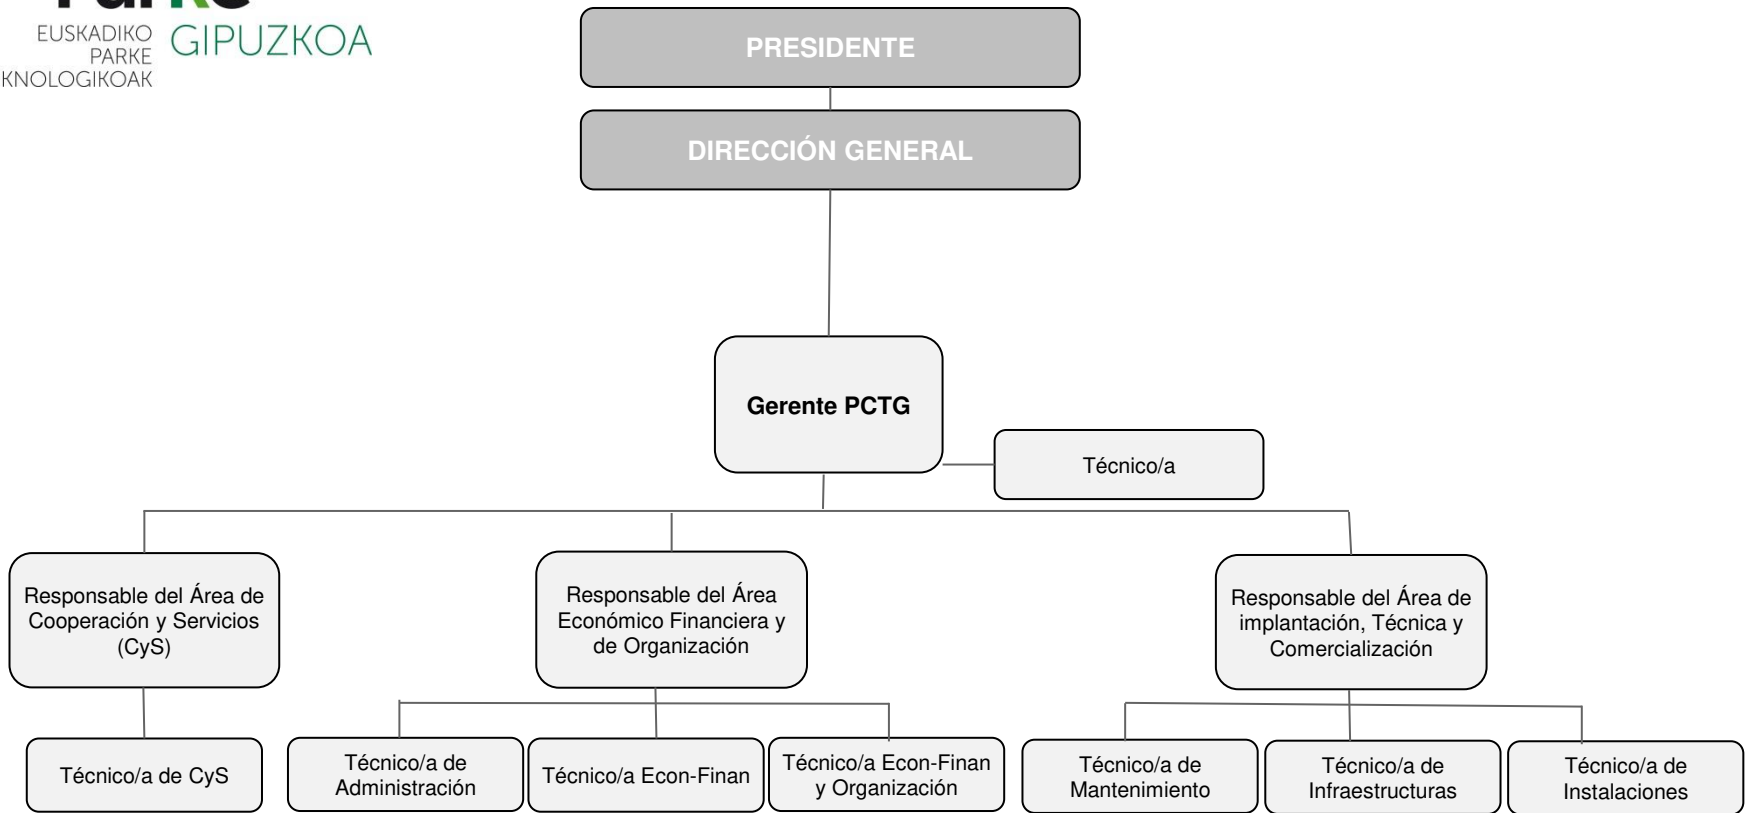 EUSKADIKO
PARKE
KNOLOGIKOAK
GIPUZKOA
PRESIDENTE
DIRECCIÓN GENERAL
Gerente PCTG
Técnico/a
Responsable del Área de
Cooperación y Servicios
(CyS)
Responsable del Área
Económico Financiera y
de Organización
Responsable del Área de
implantación, Técnica y
Comercialización
Técnico/a de CyS
Técnico/a de
Administración
Técnico/a Econ-Finan
Técnico/a Econ-Finan
y Organización
Técnico/a de
Mantenimiento
Técnico/a de
Infraestructuras
Técnico/a de
Instalaciones